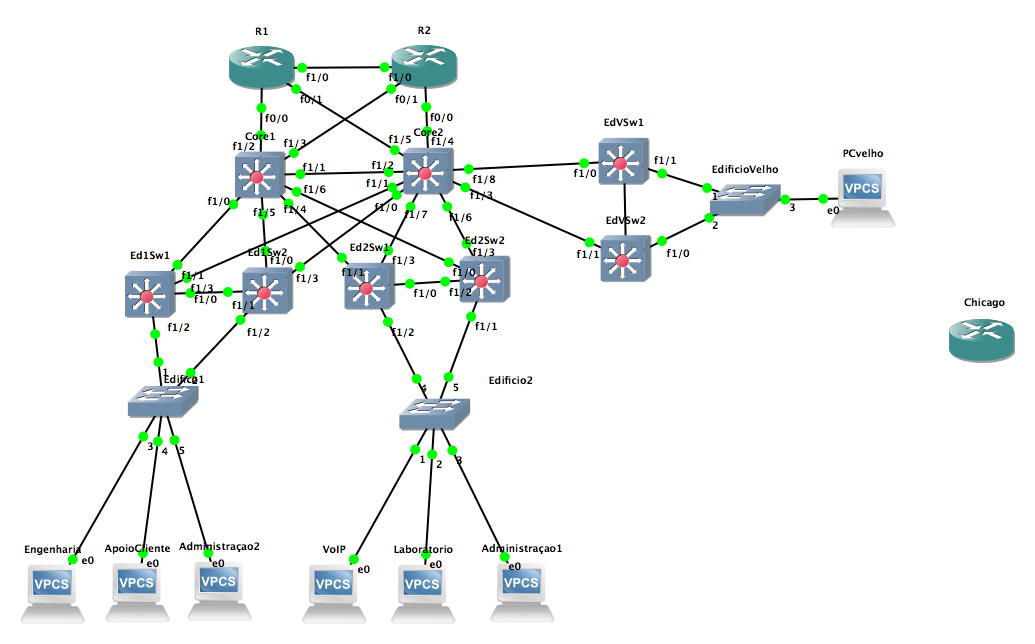 R1
R2
f1/0
f1/0
f0/1
f0/1
f0/0
f0/0
Core1
Core2
f1/2
f1/3
f1/5
f1/4
f1/1
f1/2
f1/6
f1/1
f1/8
f1/0
f1/5
f1/4
f1/0
f1/7
f1/3
f1/6
EdVSw1
f1/0
f1/1
EdificioVelho
PCvelho
VPCS
1
2
3
e0
EdVSw2
f1/1
f1/0
Ed1Sw1
Ed1Sw2
Ed2Sw1
Ed2Sw2
f1/1
f1/3
f1/0
f1/0
f1/3
f1/1
f1/2
f1/2
f1/1
f1/3
f1/0
f1/2
f1/3
f1/0
f1/2
f1/1
Chicago
1
2
Edifico1
3
4
5
4
5
Edificio2
1
2
3
Engenharia
e0
VPCS
ApoioCliente
e0
VPCS
Administraçao2
e0
VPCS
VoIP
e0
VPCS
Laboratorio
e0
VPCS
Administraçao1
e0
VPCS